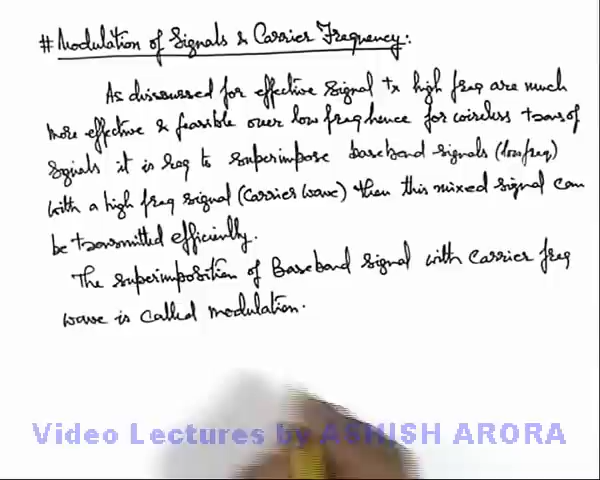 # Modulation of Signals & Carrier Frequency :
As discussed for effective signal tx high freq are much
more effective & feasible over low freq hence for wireless trans of
signals it is req to superimpose baseband signals (low freq)
with a high freq signal (carrier wave) then this mixed signal can
be transmitted efficiently.
The superimposition of Baseband signal with carrier freq
wave is called modulation.
Video Lectures by ASHISH ARORA